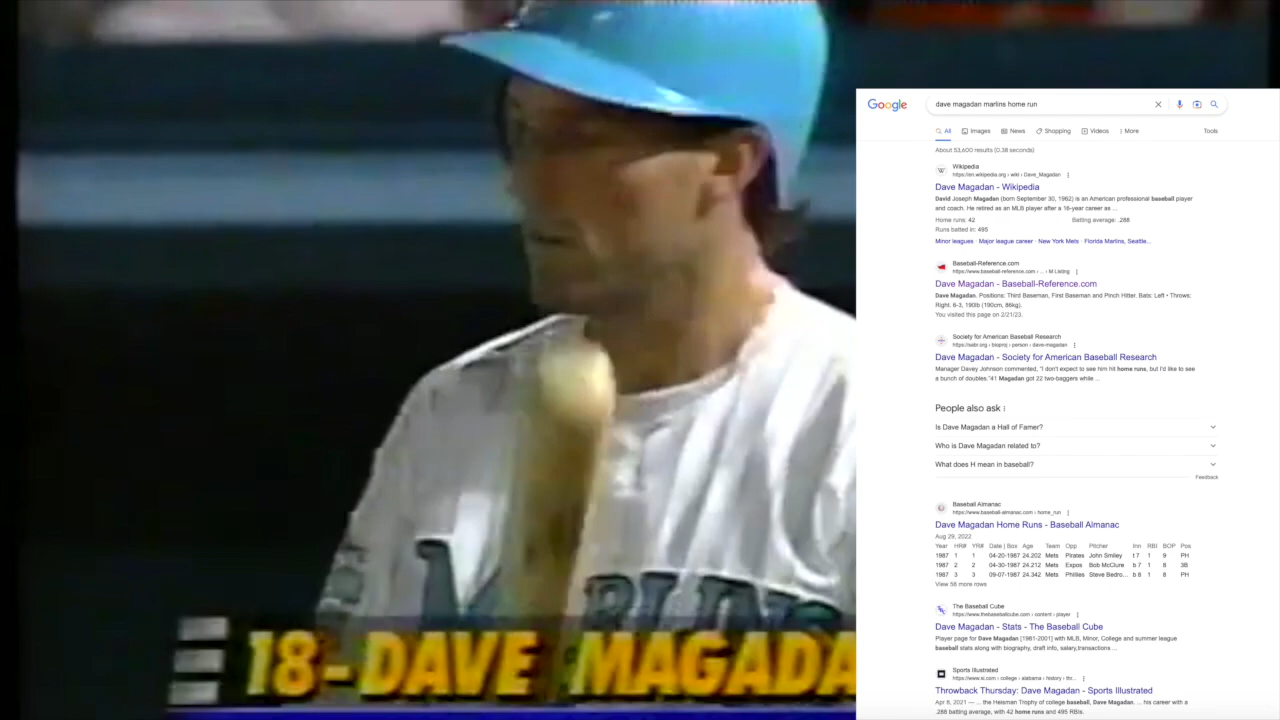 Google
dave magadan marlins home run
All Images News Shopping Videos More Tools
About 53,600 results (0.38 seconds)
Wikipedia
https://en.wikipedia.org › wiki › Dave_Magadan
Dave Magadan - Wikipedia
David Joseph Magadan (born September 30, 1962) is an American professional baseball player
and coach. He retired as an MLB player after a 16-year career as ...
Home runs: 42 Batting average: .288
Runs batted in: 495
Minor leagues · Major league career · New York Mets · Florida Marlins, Seattle...
Baseball-Reference.com
https://www.baseball-reference.com › ... › M Listing
Dave Magadan - Baseball-Reference.com
Dave Magadan. Positions: Third Baseman, First Baseman and Pinch Hitter. Bats: Left • Throws:
Right. 6-3, 190lb (190cm, 86kg).
You visited this page on 2/21/23.
Society for American Baseball Research
https://sabr.org › bioproj › person › dave-magadan
Dave Magadan - Society for American Baseball Research
Manager Davey Johnson commented, "I don't expect to see him hit home runs, but I'd like to see
a bunch of doubles."41 Magadan got 22 two-baggers while ...
People also ask
Is Dave Magadan a Hall of Famer?
Who is Dave Magadan related to?
What does H mean in baseball?
Feedback
Baseball Almanac
https://www.baseball-almanac.com › home_run
Dave Magadan Home Runs - Baseball Almanac
Aug 29, 2022
Year HR# YR# Date | Box Age Team Opp Pitcher Inn RBI BOP Pos
1987 1 1 04-20-1987 24.202 Mets Pirates John Smiley t 7 1 9 PH
1987 2 2 04-30-1987 24.212 Mets Expos Bob McClure b 7 1 8 3B
1987 3 3 09-07-1987 24.342 Mets Phillies Steve Bedro... b 8 1 8 PH
View 56 more rows
The Baseball Cube
https://www.thebaseballcube.com › content › player
Dave Magadan - Stats - The Baseball Cube
Player page for Dave Magadan [1981-2001] with MLB, Minor, College and summer league
baseball stats along with biography, draft info, salary,transactions ...
Sports Illustrated
https://www.si.com › college › alabama › history › thr...
Throwback Thursday: Dave Magadan - Sports Illustrated
Apr 8, 2021 — ... the Heisman Trophy of college baseball, Dave Magadan. ... his career with a
.288 batting average, with 42 home runs and 495 RBIs.